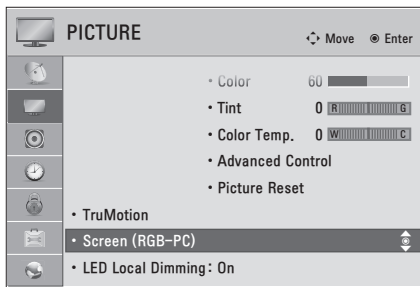 PICTURE Move Enter
• Color 60
• Tint 0 R G
• Color Temp. 0 W C
• Advanced Control
• Picture Reset
• TruMotion
• Screen (RGB-PC)
• LED Local Dimming: On